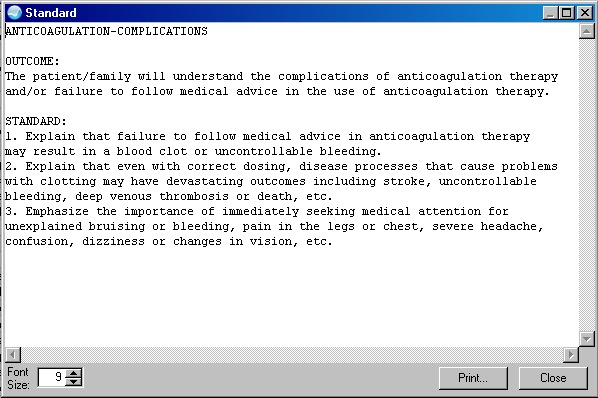 Standard
ANTICOAGULATION-COMPLICATIONS
OUTCOME:
The patient/family will understand the complications of anticoagulation therapy
and/or failure to follow medical advice in the use of anticoagulation therapy.
STANDARD:
1. Explain that failure to follow medical advice in anticoagulation therapy
may result in a blood clot or uncontrollable bleeding.
2. Explain that even with correct dosing, disease processes that cause problems
with clotting may have devastating outcomes including stroke, uncontrollable
bleeding, deep venous thrombosis or death, etc.
3. Emphasize the importance of immediately seeking medical attention for
unexplained bruising or bleeding, pain in the legs or chest, severe headache,
confusion, dizziness or changes in vision, etc.
Font
Size:
9
Print...
Close